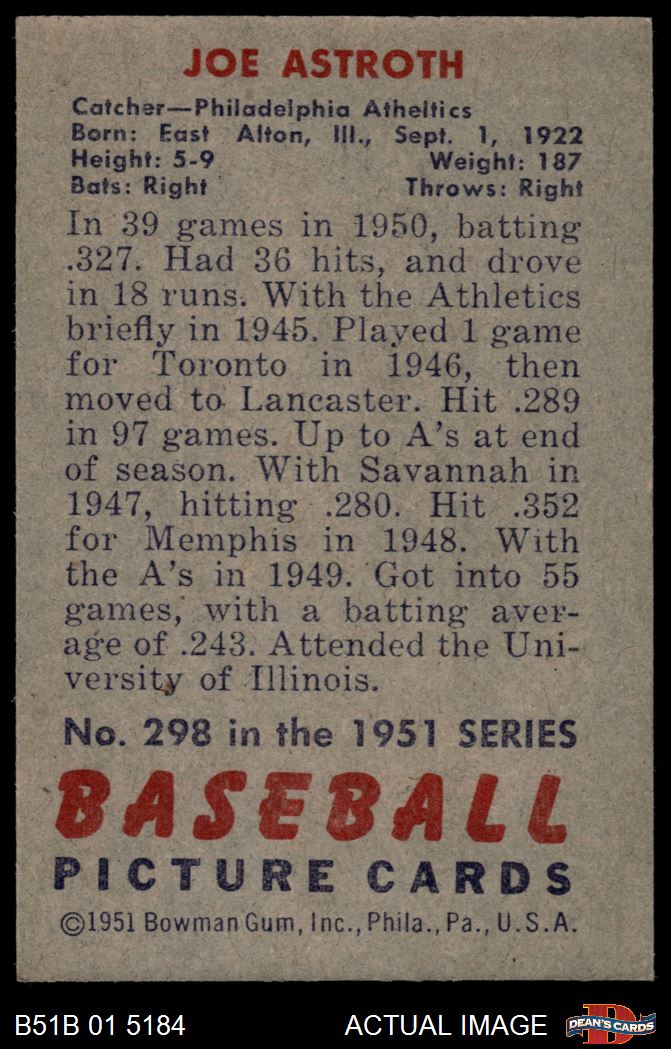 JOE ASTROTH
Catcher—Philadelphia Atheltics
Born: East Alton, Ill., Sept. 1, 1922
Height: 5-9 Weight: 187
Bats: Right Throws: Right
In 39 games in 1950, batting
.327. Had 36 hits, and drove
in 18 runs. With the Athletics
briefly in 1945. Played 1 game
for Toronto in 1946, then
moved to Lancaster. Hit .289
in 97 games. Up to A's at end
of season. With Savannah in
1947, hitting .280. Hit .352
for Memphis in 1948. With
the A's in 1949. Got into 55
games, with a batting aver-
age of .243. Attended the Uni-
versity of Illinois.
No. 298 in the 1951 SERIES
BASEBALL
PICTURE CARDS
©1951 Bowman Gum, Inc., Phila., Pa., U.S.A.
B51B 01 5184 ACTUAL IMAGE D DEAN'S CARDS